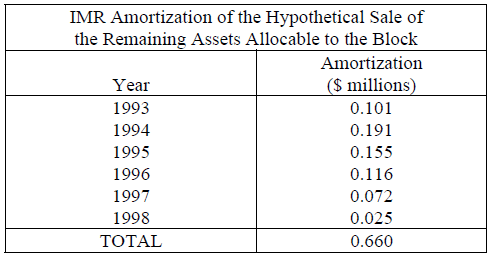 IMR Amortization of the Hypothetical Sale of
the Remaining Assets Allocable to the Block
Year Amortization
($ millions)
1993 0.101
1994 0.191
1995 0.155
1996 0.116
1997 0.072
1998 0.025
TOTAL 0.660